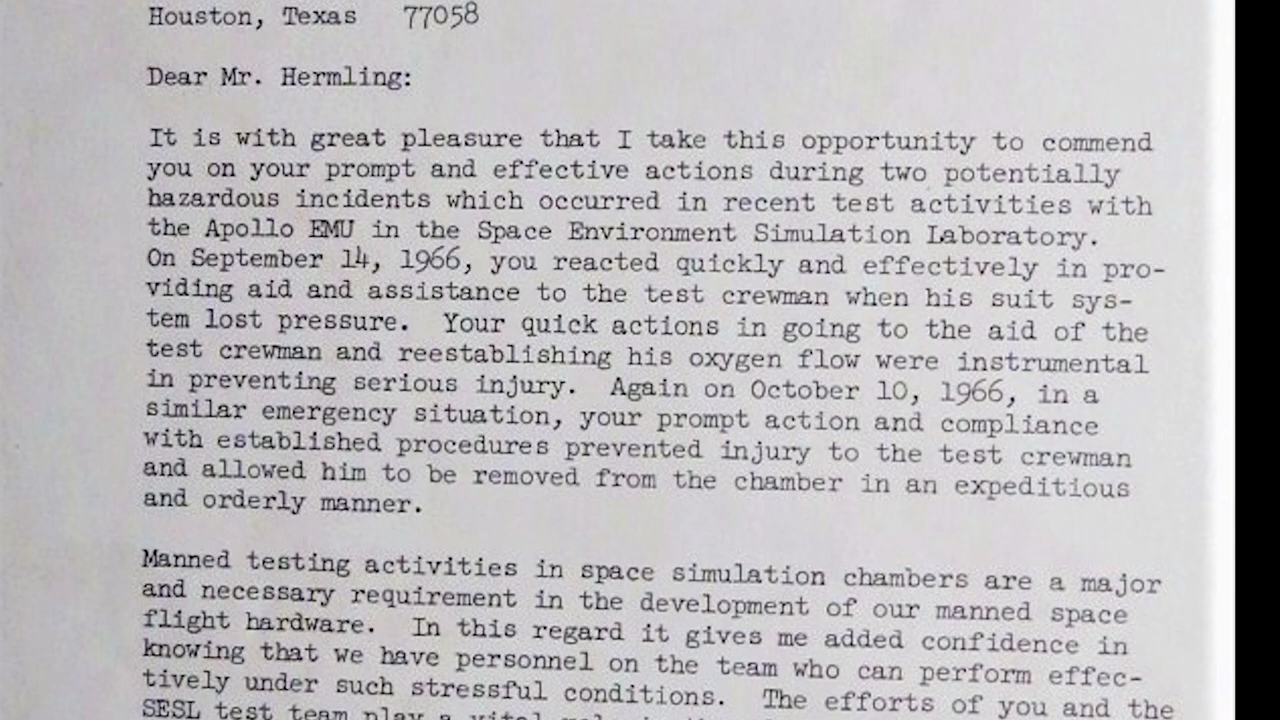 Houston, Texas 77058
Dear Mr. Hermling:
It is with great pleasure that I take this opportunity to commend
you on your prompt and effective actions during two potentially
hazardous incidents which occurred in recent test activities with
the Apollo EMU in the Space Environment Simulation Laboratory.
On September 14, 1966, you reacted quickly and effectively in pro-
viding aid and assistance to the test crewman when his suit sys-
tem lost pressure. Your quick actions in going to the aid of the
test crewman and reestablishing his oxygen flow were instrumental
in preventing serious injury. Again on October 10, 1966, in a
similar emergency situation, your prompt action and compliance
with established procedures prevented injury to the test crewman
and allowed him to be removed from the chamber in an expeditious
and orderly manner.
Manned testing activities in space simulation chambers are a major
and necessary requirement in the development of our manned space
flight hardware. In this regard it gives me added confidence in
knowing that we have personnel on the team who can perform effec-
tively under such stressful conditions. The efforts of you and the
SESL test team play a vital role in the